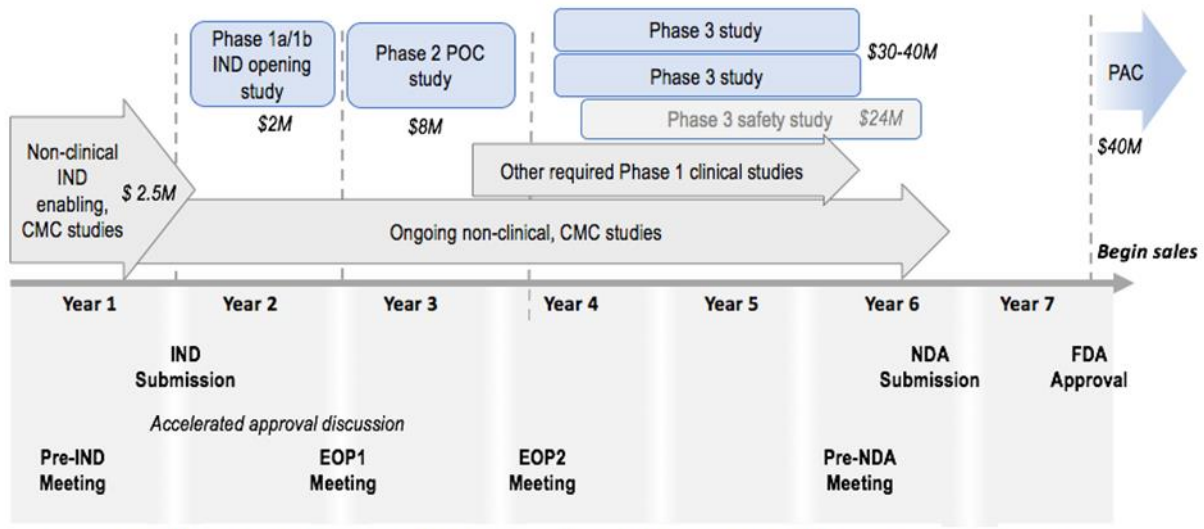 Phase 1a/1b
IND opening
study
$2M
Phase 2 POC
study
$8M
Phase 3 study
Phase 3 study
$30-40M
Phase 3 safety study $24M
PAC
$40M
Non-clinical
IND
enabling,
CMC studies
$ 2.5M
Other required Phase 1 clinical studies
Ongoing non-clinical, CMC studies
Begin sales
Year 1 Year 2 Year 3 Year 4 Year 5 Year 6 Year 7
IND
Submission
NDA
Submission
FDA
Approval
Accelerated approval discussion
Pre-IND
Meeting
EOP1
Meeting
EOP2
Meeting
Pre-NDA
Meeting